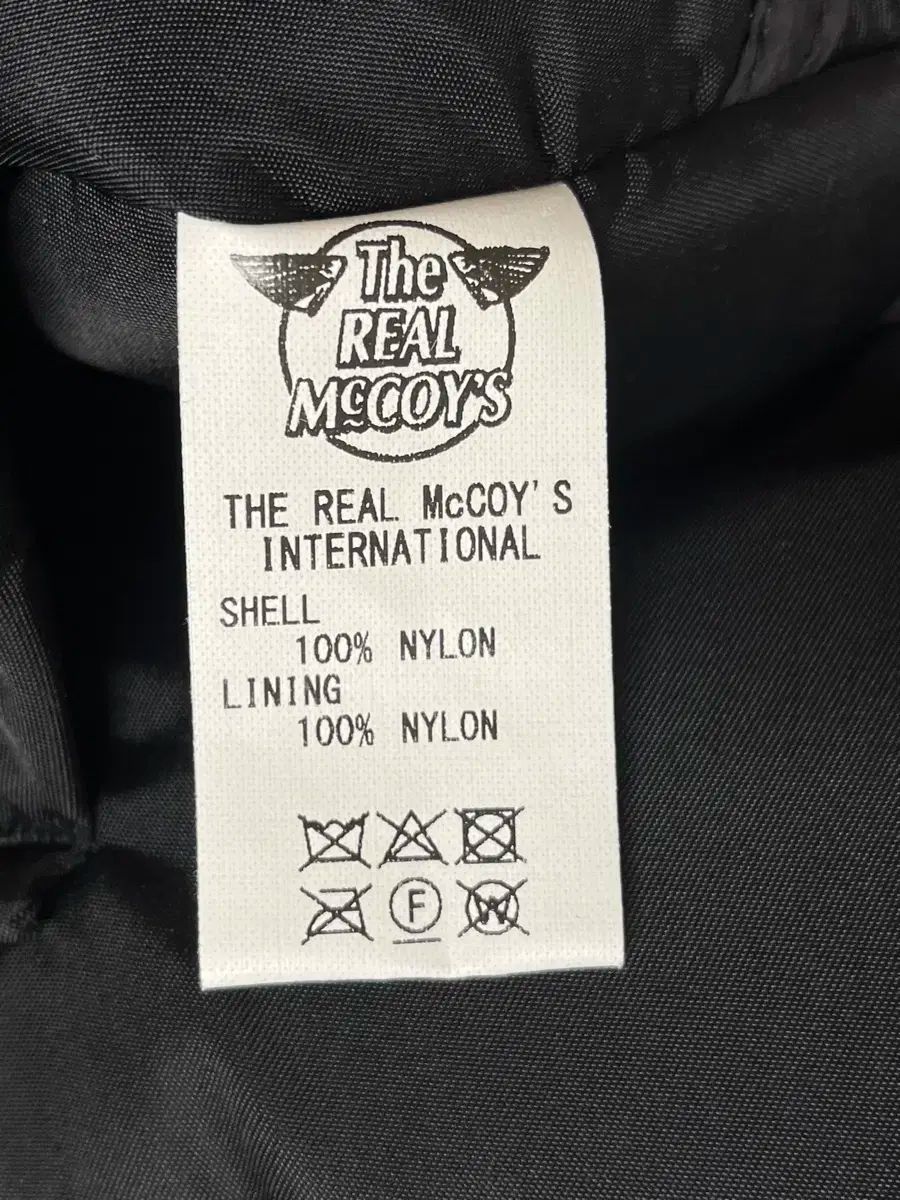 The
REAL
McCOY'S
THE REAL McCOY'S
INTERNATIONAL
SHELL
100% NYLON
LINING
100% NYLON
F
W